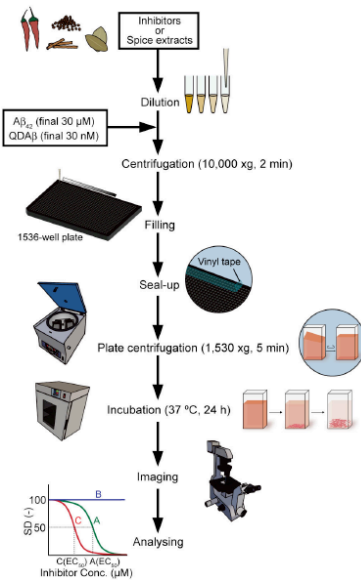 Inhibitors
or
Spice extracts
Dilution
Aβ42 (final 30 μM)
QDAβ (final 30 nM)
Centrifugation (10,000 xg, 2 min)
1536-well plate
Filling
Vinyl tape
Seal-up
Plate centrifugation (1,530 xg, 5 min)
Incubation (37 ºC, 24 h)
Imaging
Analysing
SD (-)
100
50
B
C
A
C(EC50) A(EC50)
Inhibitor Conc. (μM)